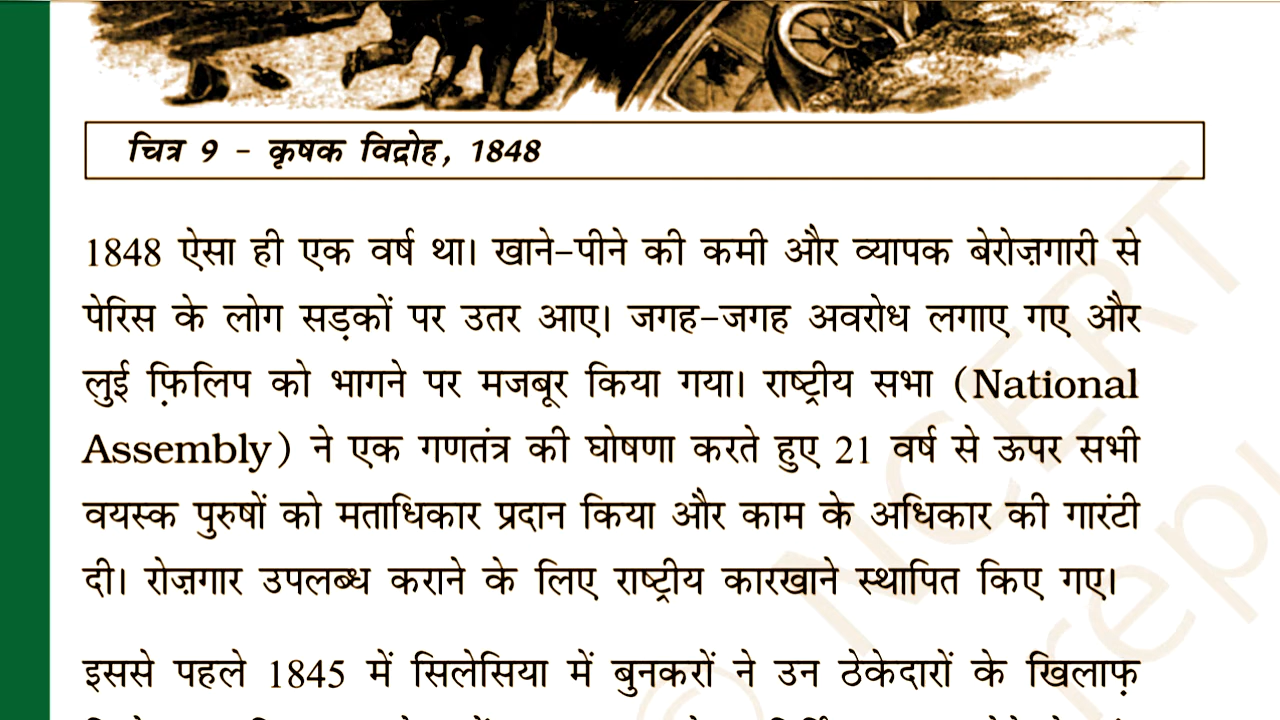 चित्र 9 – कृषक विद्रोह, 1848
1848 ऐसा ही एक वर्ष था। खाने-पीने की कमी और व्यापक बेरोज़गारी से
पेरिस के लोग सड़कों पर उतर आए। जगह-जगह अवरोध लगाए गए और
लुई फ़िलिप को भागने पर मजबूर किया गया। राष्ट्रीय सभा (National
Assembly) ने एक गणतंत्र की घोषणा करते हुए 21 वर्ष से ऊपर सभी
वयस्क पुरुषों को मताधिकार प्रदान किया और काम के अधिकार की गारंटी
दी। रोज़गार उपलब्ध कराने के लिए राष्ट्रीय कारखाने स्थापित किए गए।
इससे पहले 1845 में सिलेसिया में बुनकरों ने उन ठेकेदारों के खिलाफ़
© NCERT